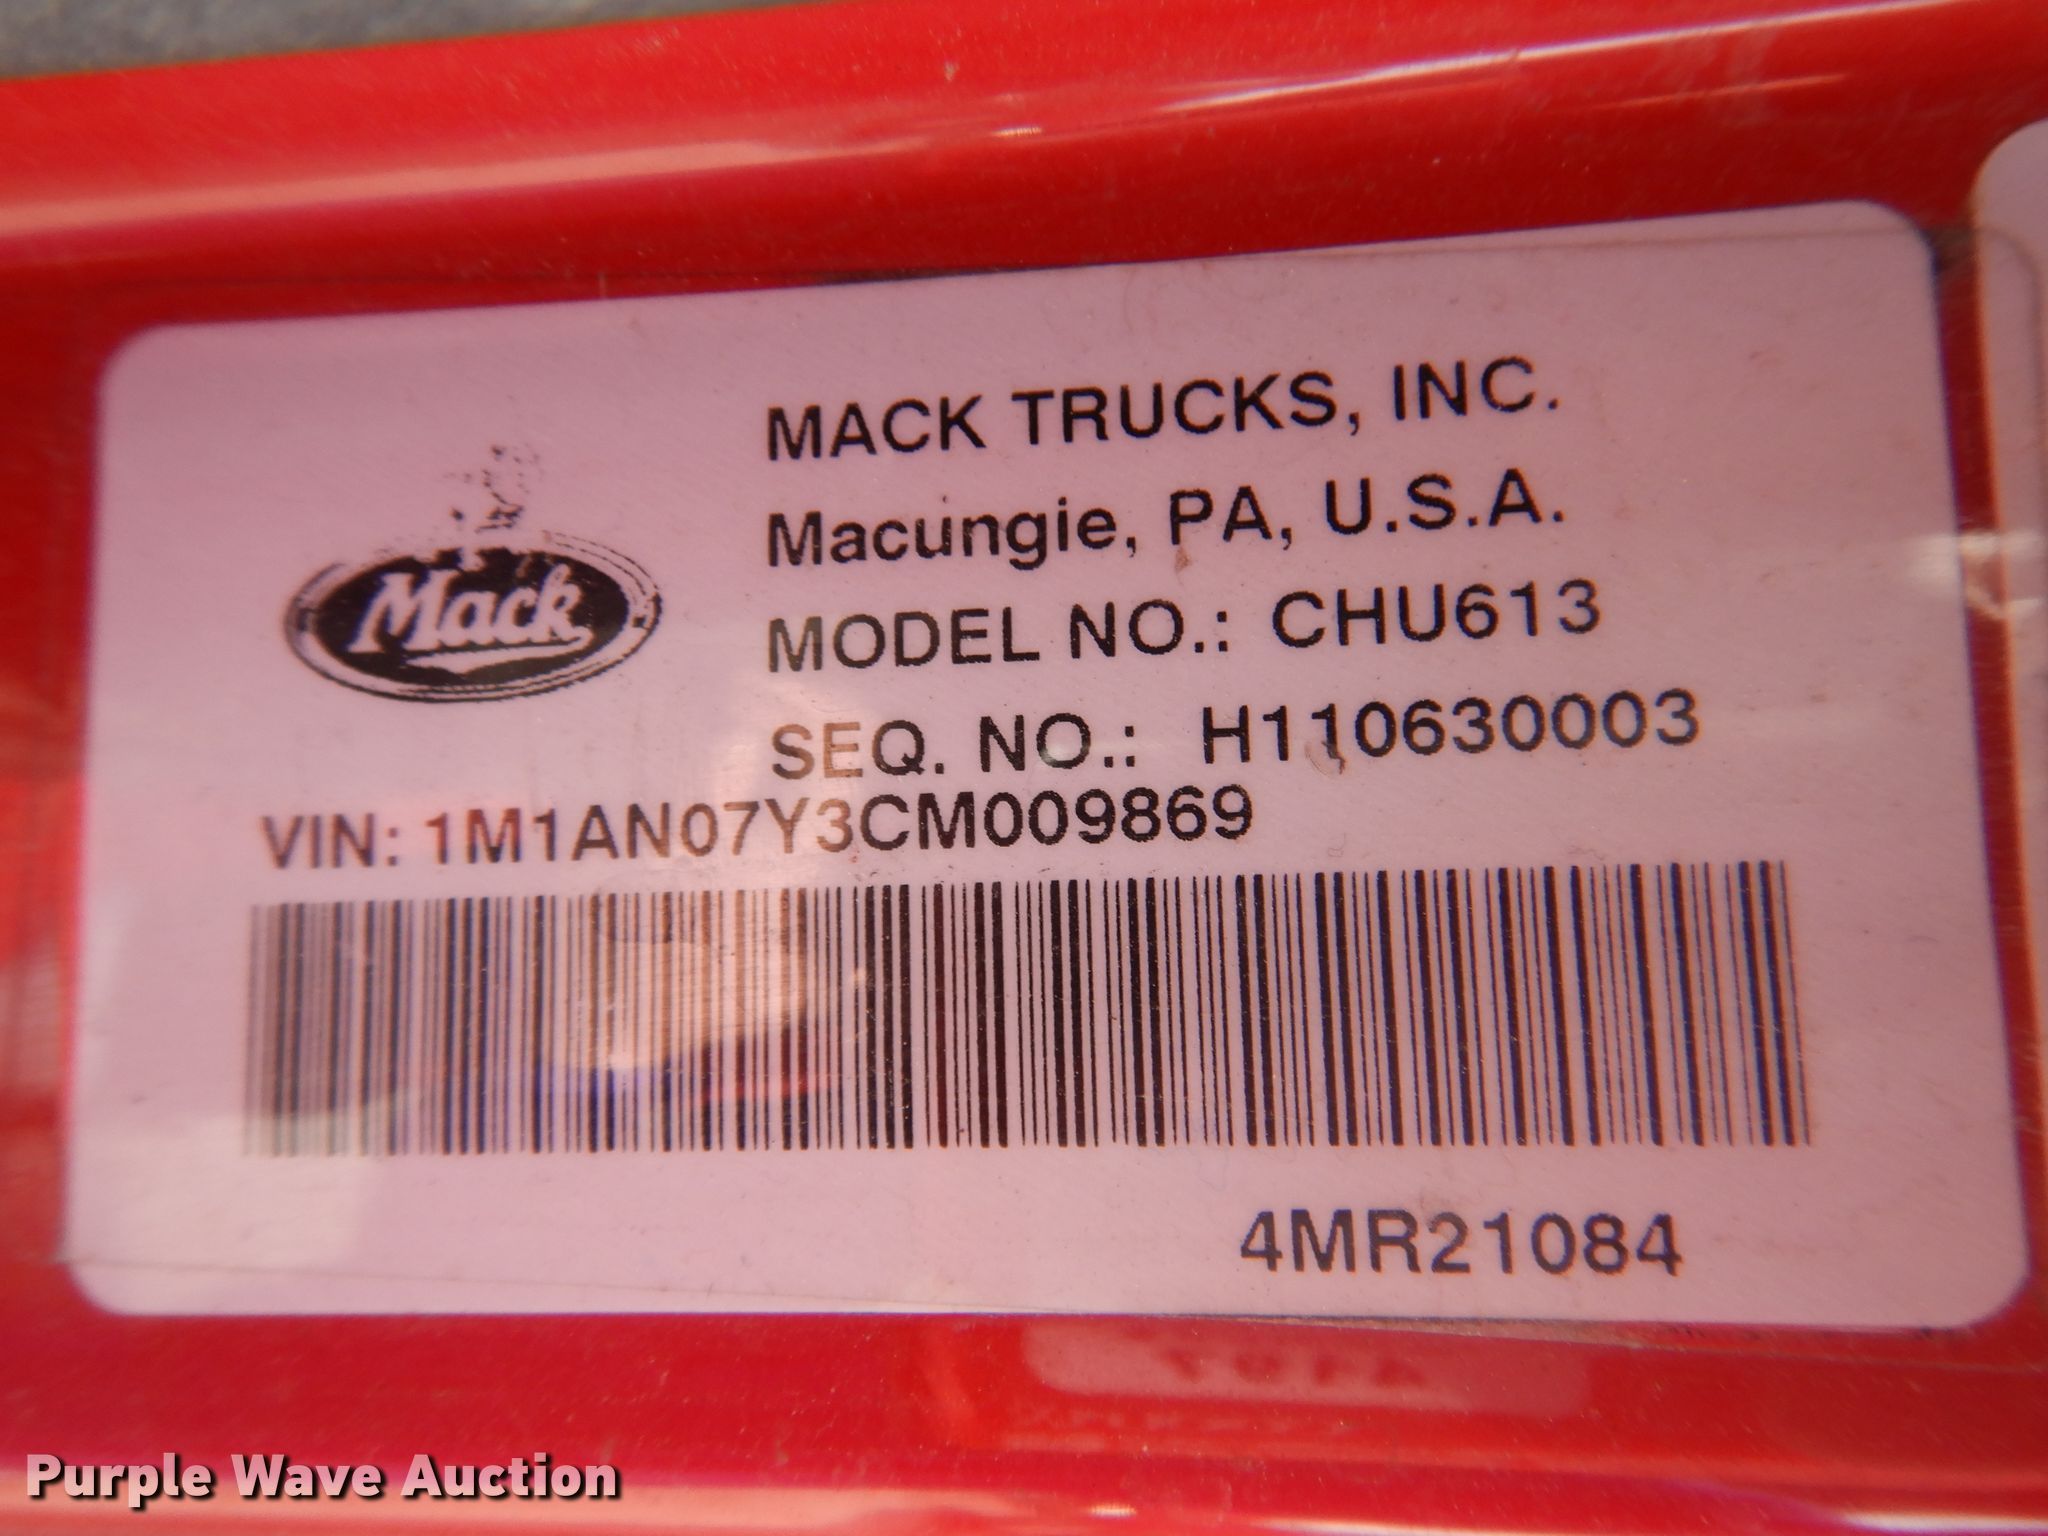 MACK TRUCKS, INC.
Macungie, PA, U.S.A.
Mack
MODEL NO.: CHU613
SEQ. NO.: H110630003
VIN: 1M1AN07Y3CM009869
4MR21084
Purple Wave Auction